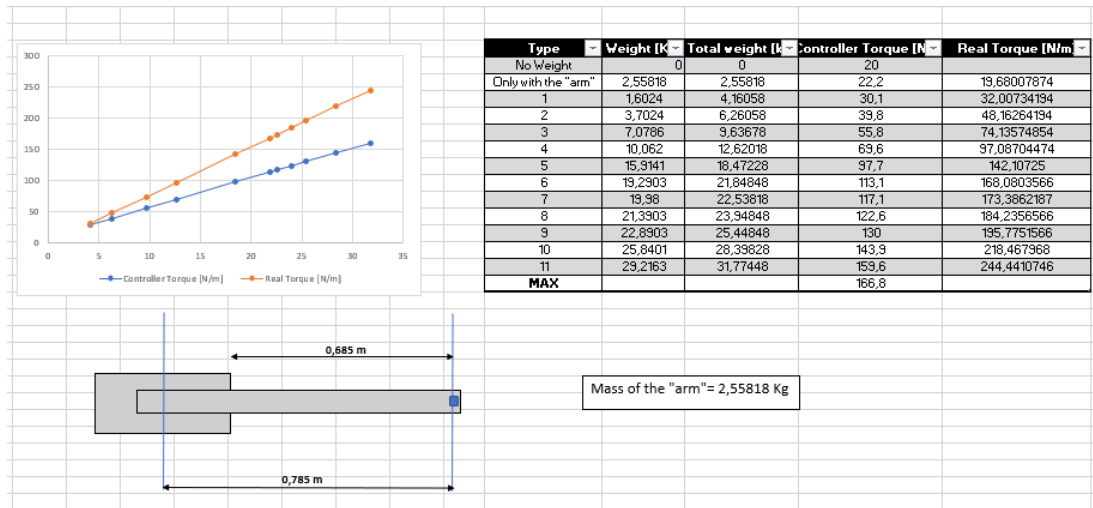 300
250
200
150
100
50
0
0 5 10 15 20 25 30 35
Controller Torque [N/m] Real Torque [N/m]
Type Weight [K Total weight [k Controller Torque [N Real Torque [N/m]
No Weight 0 0 20
Only with the "arm" 2,55818 2,55818 22,2 19,68007874
1 1,6024 4,16058 30,1 32,00734194
2 3,7024 6,26058 39,8 48,16264194
3 7,0786 9,63678 55,8 74,13574854
4 10,062 12,62018 69,6 97,08704474
5 15,9141 18,47228 97,7 142,10725
6 19,2903 21,84848 113,1 168,0803566
7 19,98 22,53818 117,1 173,3862187
8 21,3903 23,94848 122,6 184,2356566
9 22,8903 25,44848 130 195,7751566
10 25,8401 28,39828 143,9 218,467968
11 29,2163 31,77448 159,6 244,4410746
MAX 166,8
0,685 m
Mass of the "arm"= 2,55818 Kg
0,785 m